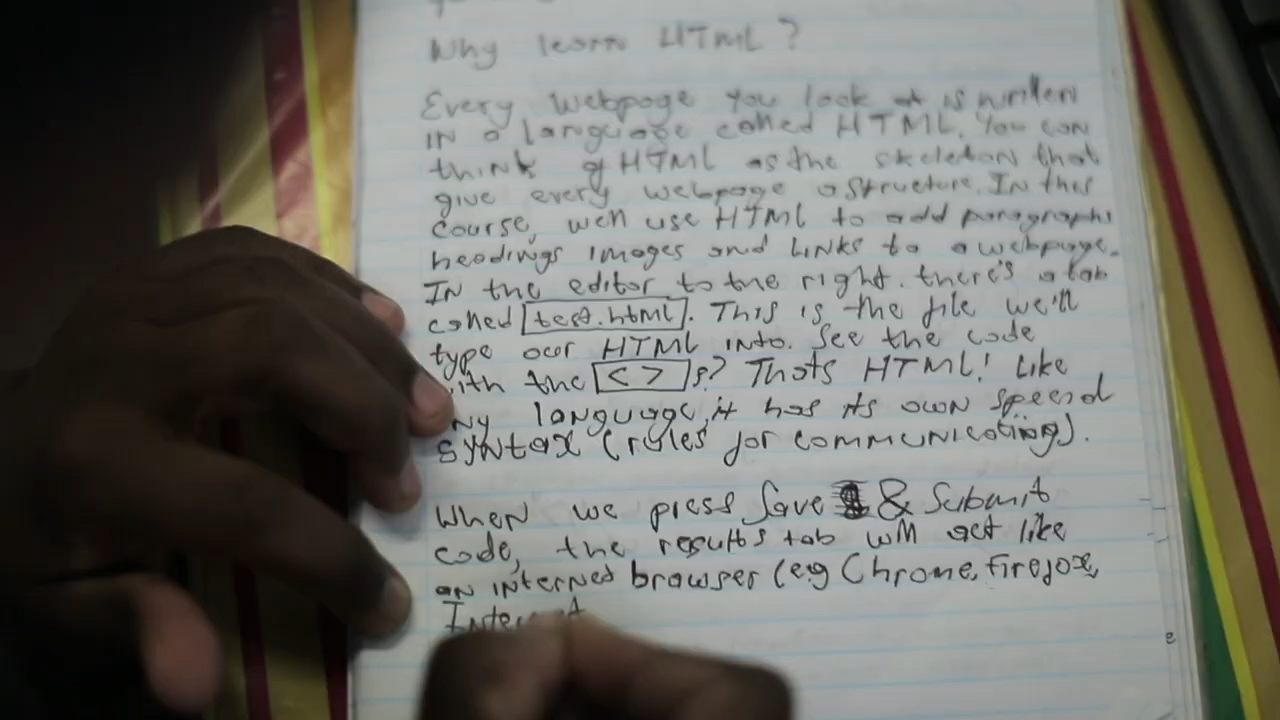 Why learn HTML?
Every webpage you look at is written
IN a language called HTML. You can
think of HTML as the skeleton that
give every webpage a structure. In this
course, we'll use HTML to add paragraphs
headings images and LINKS to a webpage.
IN the editor to the right. there's a tab
called test.html. This is the file we'll
type our HTML into. See the code
with the < >s? Thats HTML! Like
any language, it has its own special
syntax (rules for communicating).
When we press Save & Submit
code, the results tab will act like
an internet browser (e.g Chrome, Firefox,
Internet